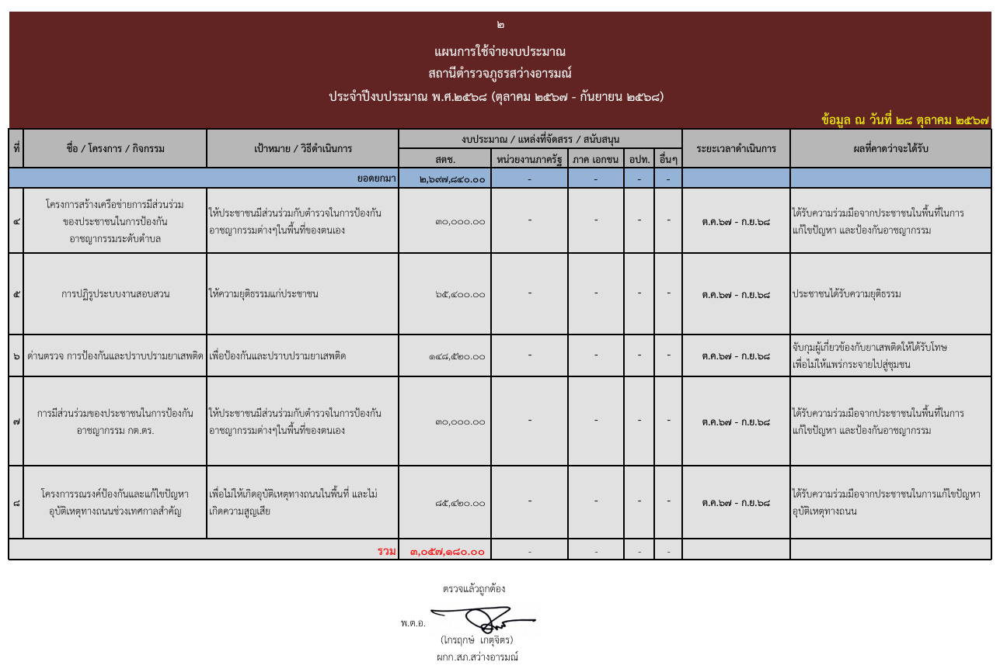 ๒
แผนการใช้จ่ายงบประมาณ
สถานีตำรวจภูธรสว่างอารมณ์
ประจำปีงบประมาณ พ.ศ.๒๕๖๘ (ตุลาคม ๒๕๖๗ - กันยายน ๒๕๖๘)
ข้อมูล ณ วันที่ ๒๘ ตุลาคม ๒๕๖๗
ที่ ชื่อ / โครงการ / กิจกรรม เป้าหมาย / วิธีดำเนินการ งบประมาณ / แหล่งที่จัดสรร / สนับสนุน ระยะเวลาดำเนินการ ผลที่คาดว่าจะได้รับ
สตช. หน่วยงานภาครัฐ ภาค เอกชน อปท. อื่นๆ
ยอดยกมา ๒,๖๙๗,๘๔๐.๐๐ - - - -
โครงการสร้างเครือข่ายการมีส่วนร่วม
ของประชาชนในการป้องกัน
อาชญากรรมระดับตำบล
๔ ให้ประชาชนมีส่วนร่วมกับตำรวจในการป้องกัน
อาชญากรรมต่างๆในพื้นที่ของตนเอง
๓๐,๐๐๐.๐๐ - - - - ต.ค.๖๗ - ก.ย.๖๘
ได้รับความร่วมมือจากประชาชนในพื้นที่ในการ
แก้ไขปัญหา และป้องกันอาชญากรรม
๕ การปฏิรูประบบงานสอบสวน ให้ความยุติธรรมแก่ประชาชน ๖๕,๔๐๐.๐๐ - - - - ต.ค.๖๗ - ก.ย.๖๘ ประชาชนได้รับความยุติธรรม
๖ ด่านตรวจ การป้องกันและปราบปรามยาเสพติด เพื่อป้องกันและปราบปรามยาเสพติด ๑๔๘,๕๒๐.๐๐ - - - - ต.ค.๖๗ - ก.ย.๖๘
จับกุมผู้เกี่ยวข้องกับยาเสพติดให้ได้รับโทษ
เพื่อไม่ให้แพร่กระจายไปสู่ชุมชน
๗ การมีส่วนร่วมของประชาชนในการป้องกัน
อาชญากรรม กต.ตร.
ให้ประชาชนมีส่วนร่วมกับตำรวจในการป้องกัน
อาชญากรรมต่างๆในพื้นที่ของตนเอง
๓๐,๐๐๐.๐๐ - - - - ต.ค.๖๗ - ก.ย.๖๘
ได้รับความร่วมมือจากประชาชนในพื้นที่ในการ
แก้ไขปัญหา และป้องกันอาชญากรรม
๘ โครงการรณรงค์ป้องกันและแก้ไขปัญหา
อุบัติเหตุทางถนนช่วงเทศกาลสำคัญ
เพื่อไม่ให้เกิดอุบัติเหตุทางถนนในพื้นที่ และไม่
เกิดความสูญเสีย
๘๕,๔๒๐.๐๐ - - - - ต.ค.๖๗ - ก.ย.๖๘
ได้รับความร่วมมือจากประชาชนในการแก้ไขปัญหา
อุบัติเหตุทางถนน
รวม ๓,๐๕๗,๑๘๐.๐๐ - - - -
ตรวจแล้วถูกต้อง
พ.ต.อ.
(ไกรฤกษ์ เกตุจิตร)
ผกก.สภ.สว่างอารมณ์